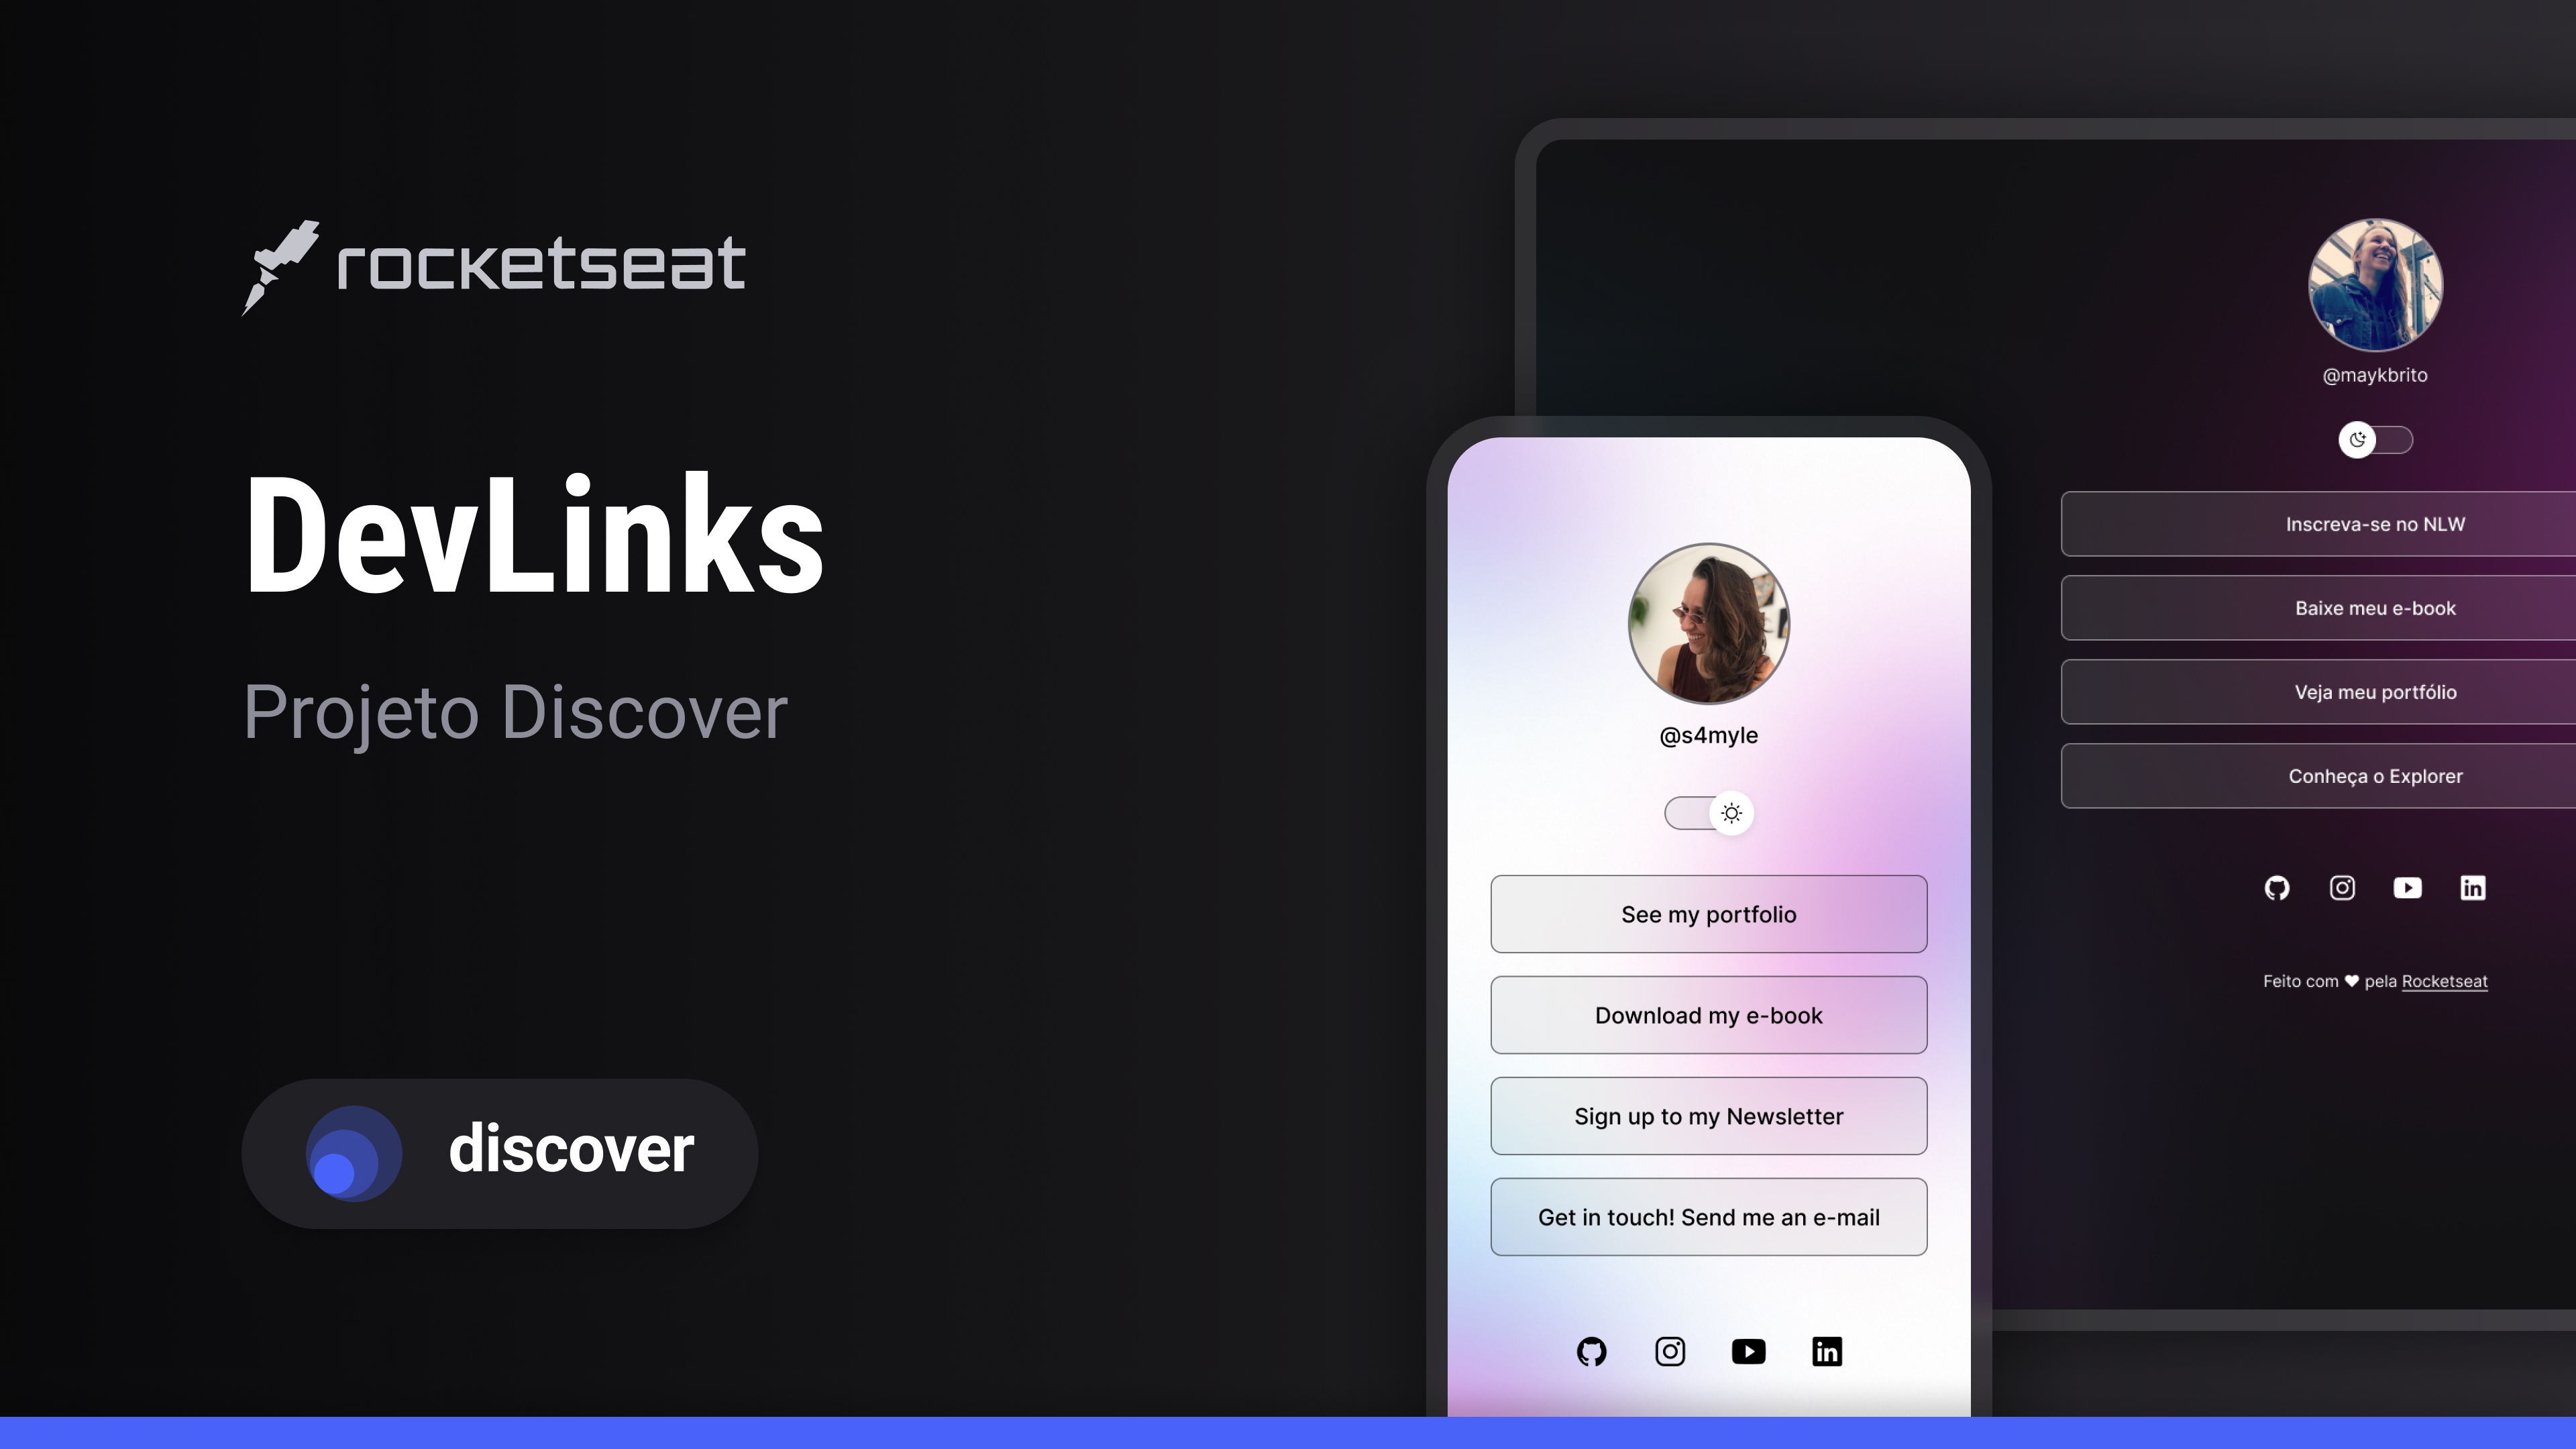 rocketseat
DevLinks
Projeto Discover
discover
@s4myle
See my portfolio
Download my e-book
Sign up to my Newsletter
Get in touch! Send me an e-mail
in
@maykbrito
Inscreva-se no NLW
Baixe meu e-book
Veja meu portfólio
Conheça o Explorer
in
Feito com ♥ pela Rocketseat